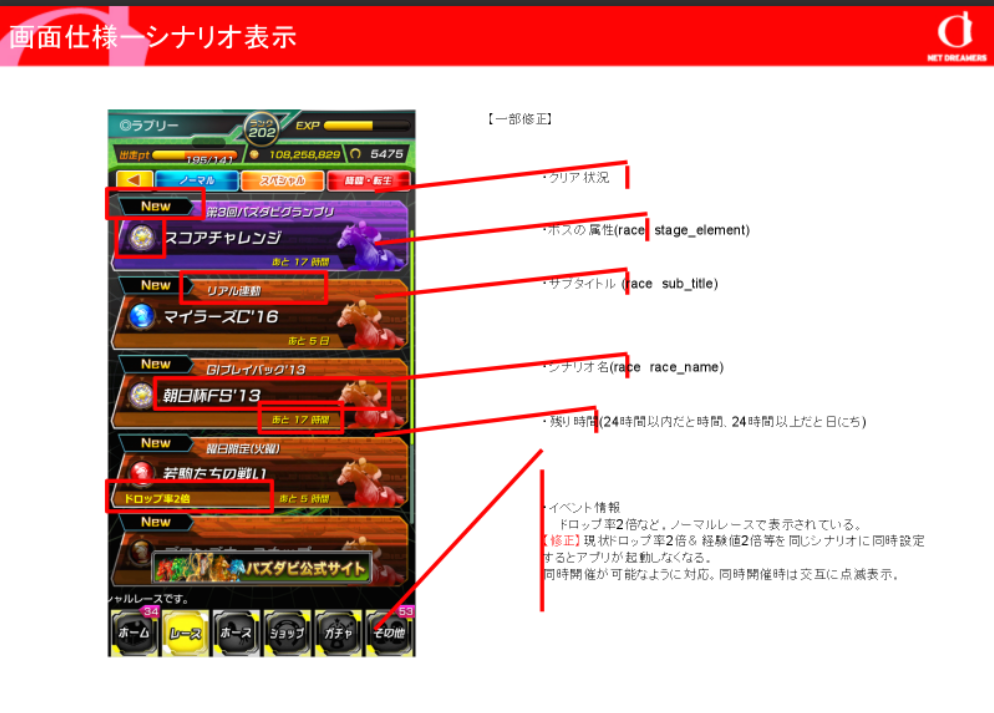 画面仕様ーシナリオ表示
NET DREAMERS
◎ラブリー
ランク
202
EXP
出走pt
195/141
108,258,829
5475
ノーマル
スペシャル
降臨・転生
New
第3回パズダビグランプリ
スコアチャレンジ
あと 17 時間
New
リアル連動
マイラーズC'16
あと 5 日
New
GIプレイバック'13
朝日杯FS'13
あと 17 時間
New
曜日限定(火曜)
若駒たちの戦い
ドロップ率2倍
あと 5 時間
New
パズダビ公式サイト
シャルレースです。
34
53
ホーム
レース
ホース
ショップ
ガチャ
その他
【一部修正】
・クリア状況
・ボスの属性(race stage_element)
・サブタイトル (race sub_title)
・シナリオ名(race race_name)
・残り時間(24時間以内だと時間、24時間以上だと日にち)
・イベント情報
ドロップ率2倍など。ノーマルレースで表示されている。
【修正】現状ドロップ率2倍& 経験値2倍等を同じシナリオに同時設定
するとアプリが起動しなくなる。
同時開催が可能なように対応。同時開催時は交互に点滅表示。